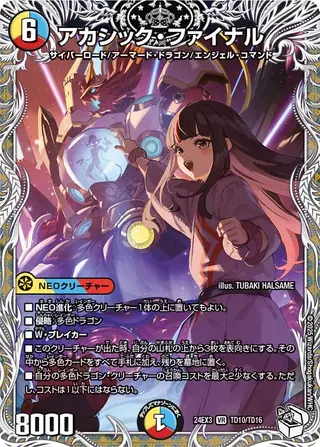 6
アカシック・ファイナル
サイバーロード/アーマード・ドラゴン/エンジェル・コマンド
illus. TUBAKI HALSAME
NEOクリーチャー
■NEO進化:多色クリーチャー1体の上に置いてもよい。
■侵略:多色ドラゴン
■W・ブレイカー
■このクリーチャーが出た時、自分の山札の上から3枚を表向きにする。その
中から多色カードをすべて手札に加え、残りを墓地に置く。
■自分の多色ドラゴン・クリーチャーの召喚コストを最大2少なくする。ただ
し、コストは1以下にはならない。
8000
1
24EX3 VR TD10/TD16